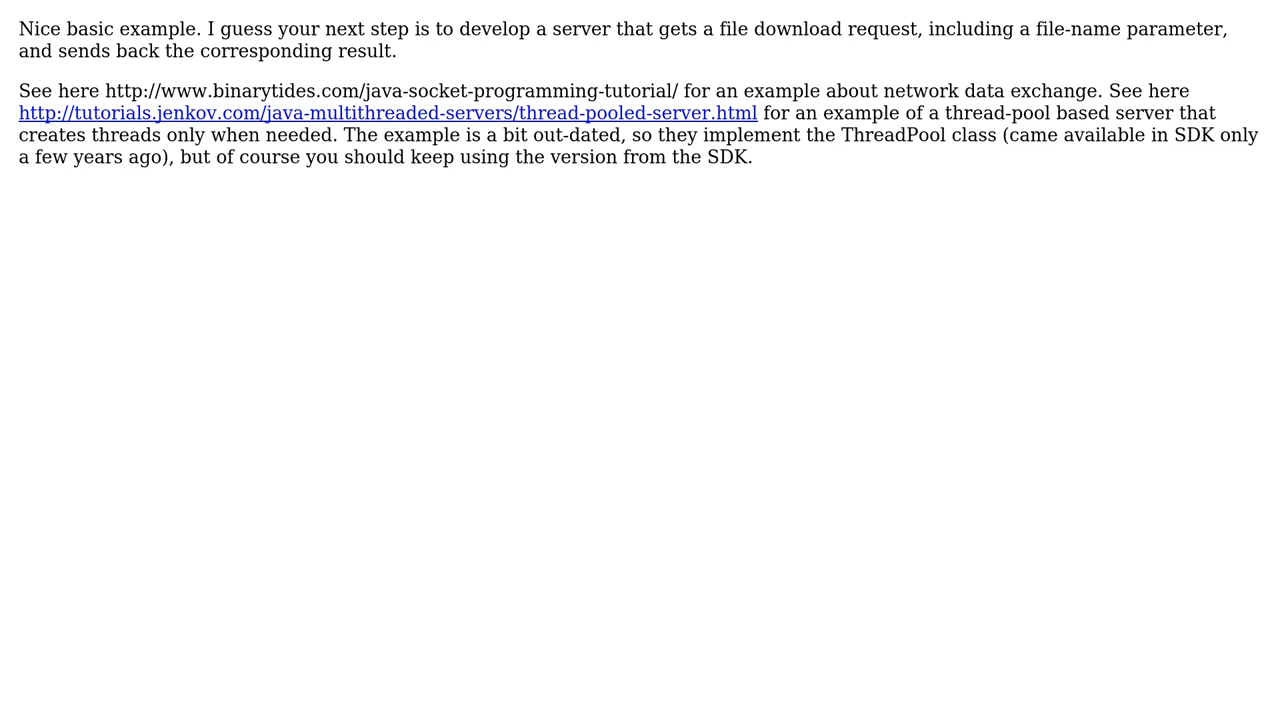 Nice basic example. I guess your next step is to develop a server that gets a file download request, including a file-name parameter,
and sends back the corresponding result.
See here http://www.binarytides.com/java-socket-programming-tutorial/ for an example about network data exchange. See here
http://tutorials.jenkov.com/java-multithreaded-servers/thread-pooled-server.html for an example of a thread-pool based server that
creates threads only when needed. The example is a bit out-dated, so they implement the ThreadPool class (came available in SDK only
a few years ago), but of course you should keep using the version from the SDK.